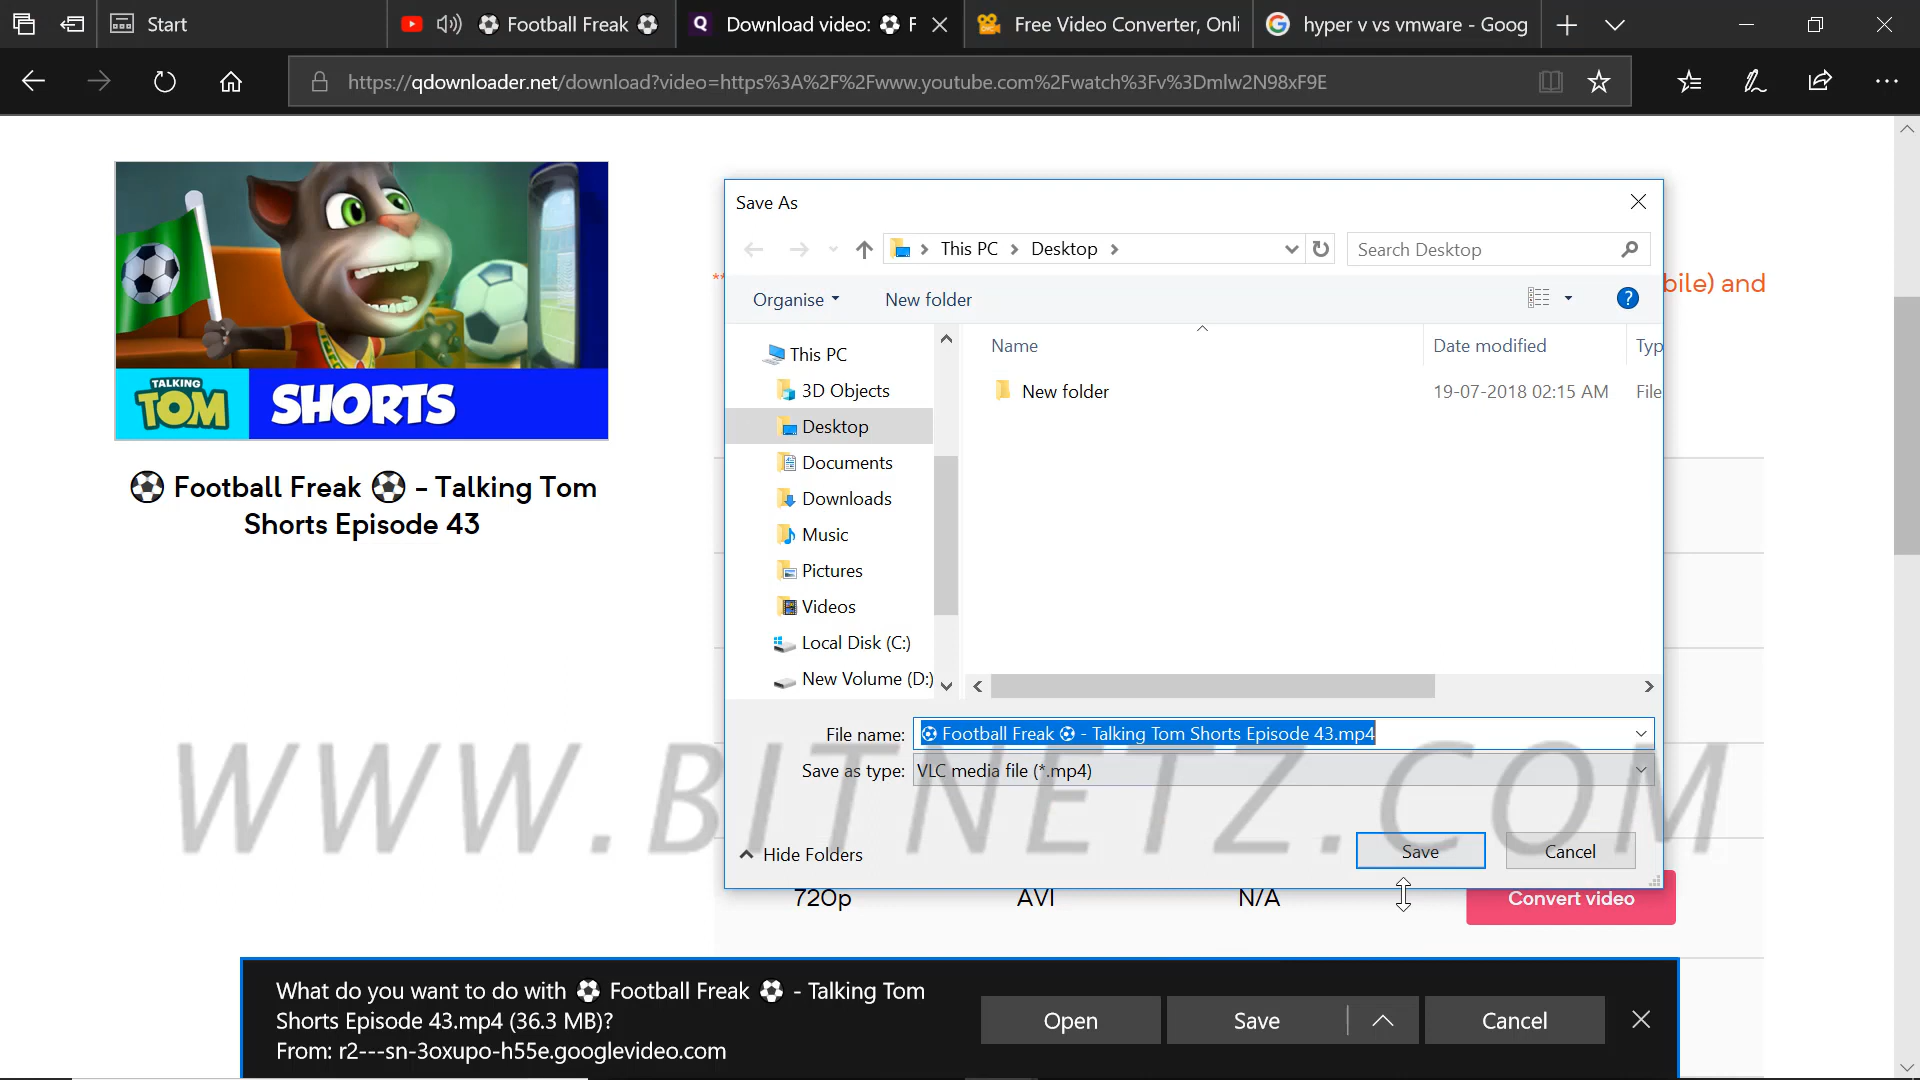 Start
Football Freak
Download video: F
Free Video Converter, Onli
hyper v vs vmware - Goog
https://qdownloader.net/download?video=https%3A%2F%2Fwww.youtube.com%2Fwatch%3Fv%3Dmlw2N98xF9E
TALKING
TOM
SHORTS
⚽ Football Freak ⚽ - Talking Tom
Shorts Episode 43
**
bile) and
Save As
This PC > Desktop >
Search Desktop
Organise
New folder
This PC
3D Objects
Desktop
Documents
Downloads
Music
Pictures
Videos
Local Disk (C:)
New Volume (D:)
Name
Date modified
Typ
New folder
19-07-2018 02:15 AM
File
File name:
⚽ Football Freak ⚽ - Talking Tom Shorts Episode 43.mp4
Save as type:
VLC media file (*.mp4)
WWW.BITNETZ.COM
Hide Folders
Save
Cancel
720p
AVI
N/A
Convert video
What do you want to do with ⚽ Football Freak ⚽ - Talking Tom
Shorts Episode 43.mp4 (36.3 MB)?
From: r2---sn-3oxupo-h55e.googlevideo.com
Open
Save
Cancel